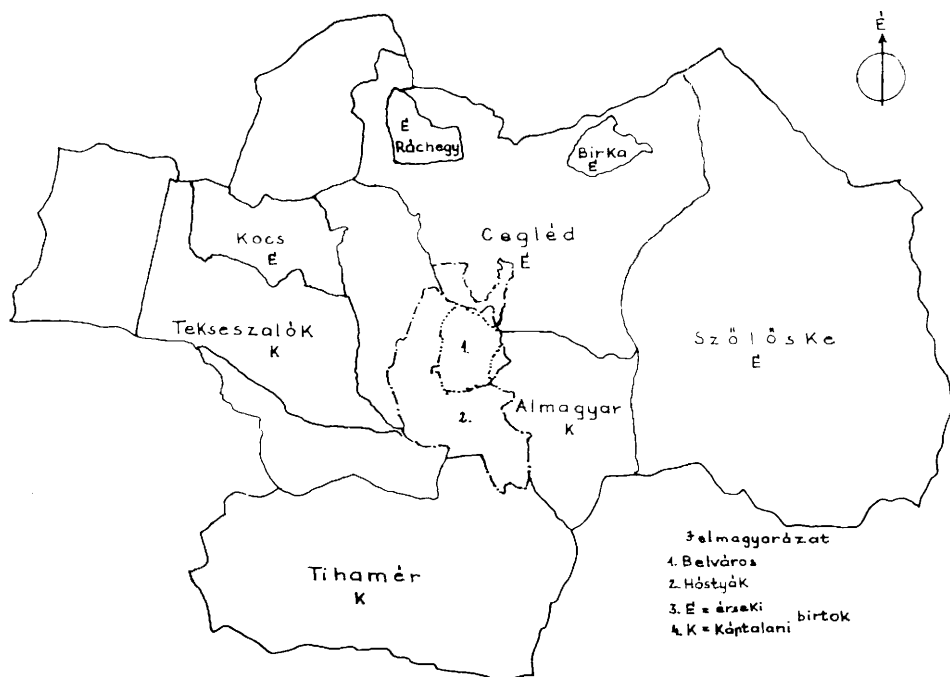 É
É
Ráchegy
Birka
É
Kocs
É
Cegléd
É
Tekseszalók
K
1.
Szőlőske
É
2.
Almagyar
K
Tihamér
K
Jelmagyarázat
1. Belváros
2. Hóstyák
3. É = érseki
4. K = Káptalani
birtok